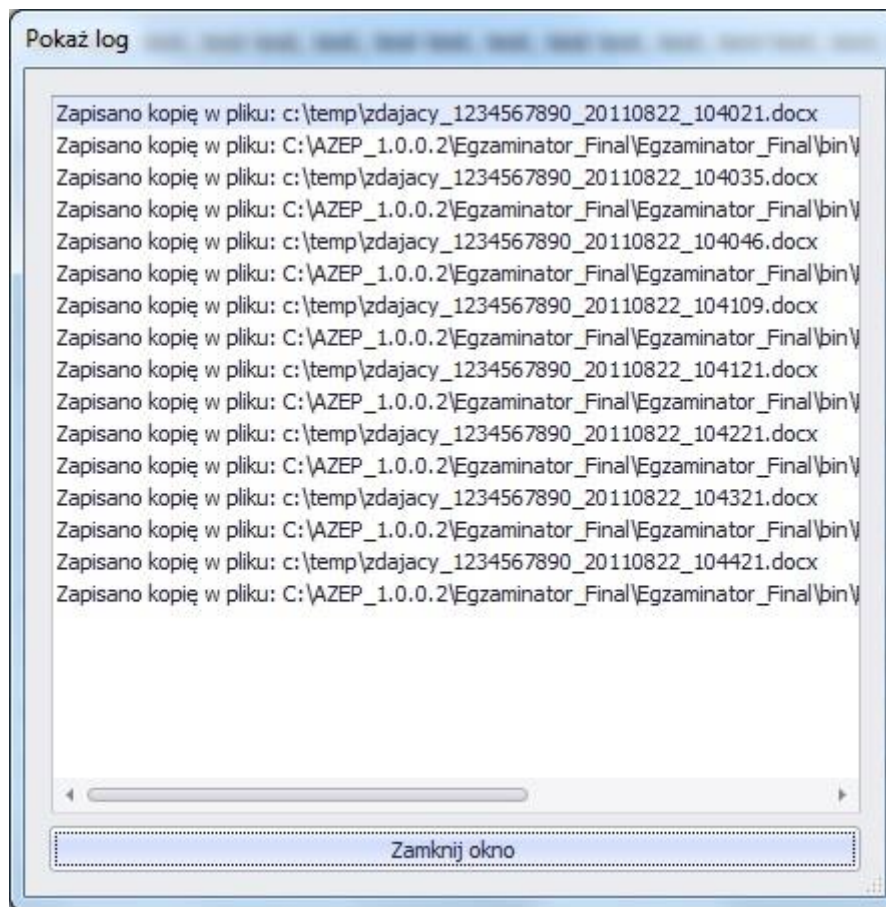 Pokaż log
Zapisano kopię w pliku: c:\temp\zdajacy_1234567890_20110822_104021.docx
Zapisano kopię w pliku: C:\AZEP_1.0.0.2\Egzaminator_Final\Egzaminator_Final\bin\
Zapisano kopię w pliku: c:\temp\zdajacy_1234567890_20110822_104035.docx
Zapisano kopię w pliku: C:\AZEP_1.0.0.2\Egzaminator_Final\Egzaminator_Final\bin\
Zapisano kopię w pliku: c:\temp\zdajacy_1234567890_20110822_104046.docx
Zapisano kopię w pliku: C:\AZEP_1.0.0.2\Egzaminator_Final\Egzaminator_Final\bin\
Zapisano kopię w pliku: c:\temp\zdajacy_1234567890_20110822_104109.docx
Zapisano kopię w pliku: C:\AZEP_1.0.0.2\Egzaminator_Final\Egzaminator_Final\bin\
Zapisano kopię w pliku: c:\temp\zdajacy_1234567890_20110822_104121.docx
Zapisano kopię w pliku: C:\AZEP_1.0.0.2\Egzaminator_Final\Egzaminator_Final\bin\
Zapisano kopię w pliku: c:\temp\zdajacy_1234567890_20110822_104221.docx
Zapisano kopię w pliku: C:\AZEP_1.0.0.2\Egzaminator_Final\Egzaminator_Final\bin\
Zapisano kopię w pliku: c:\temp\zdajacy_1234567890_20110822_104321.docx
Zapisano kopię w pliku: C:\AZEP_1.0.0.2\Egzaminator_Final\Egzaminator_Final\bin\
Zapisano kopię w pliku: c:\temp\zdajacy_1234567890_20110822_104421.docx
Zapisano kopię w pliku: C:\AZEP_1.0.0.2\Egzaminator_Final\Egzaminator_Final\bin\
Zamknij okno